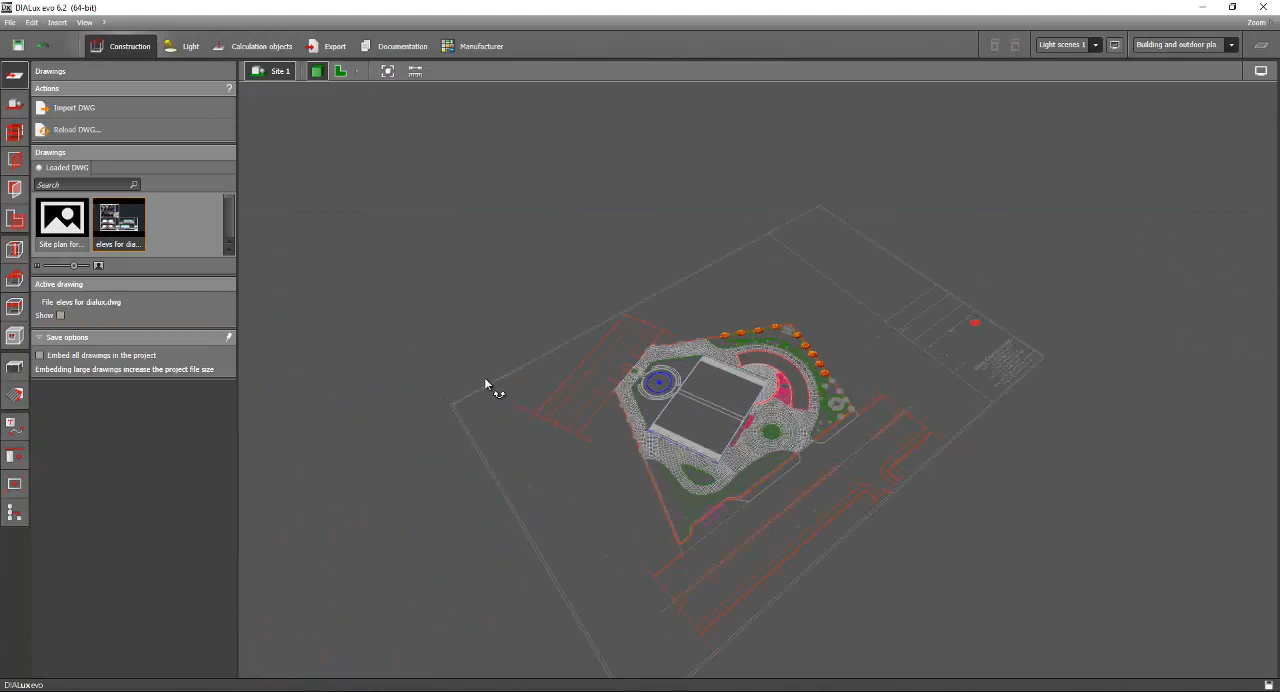 DIALux evo 6.2 (64-bit)
File Edit Insert View
Zoom
Construction Light Calculation objects Export Documentation Manufacturer
Light scenes 1
Building and outdoor pla...
Drawings
Site 1
Actions
?
Import DWG
Reload DWG...
Drawings
Loaded DWG
Search
Site plan for...
elevs for dia...
Active drawing
File elevs for dialux.dwg
Show
Save options
Embed all drawings in the project
Embedding large drawings increase the project file size
DIALux evo